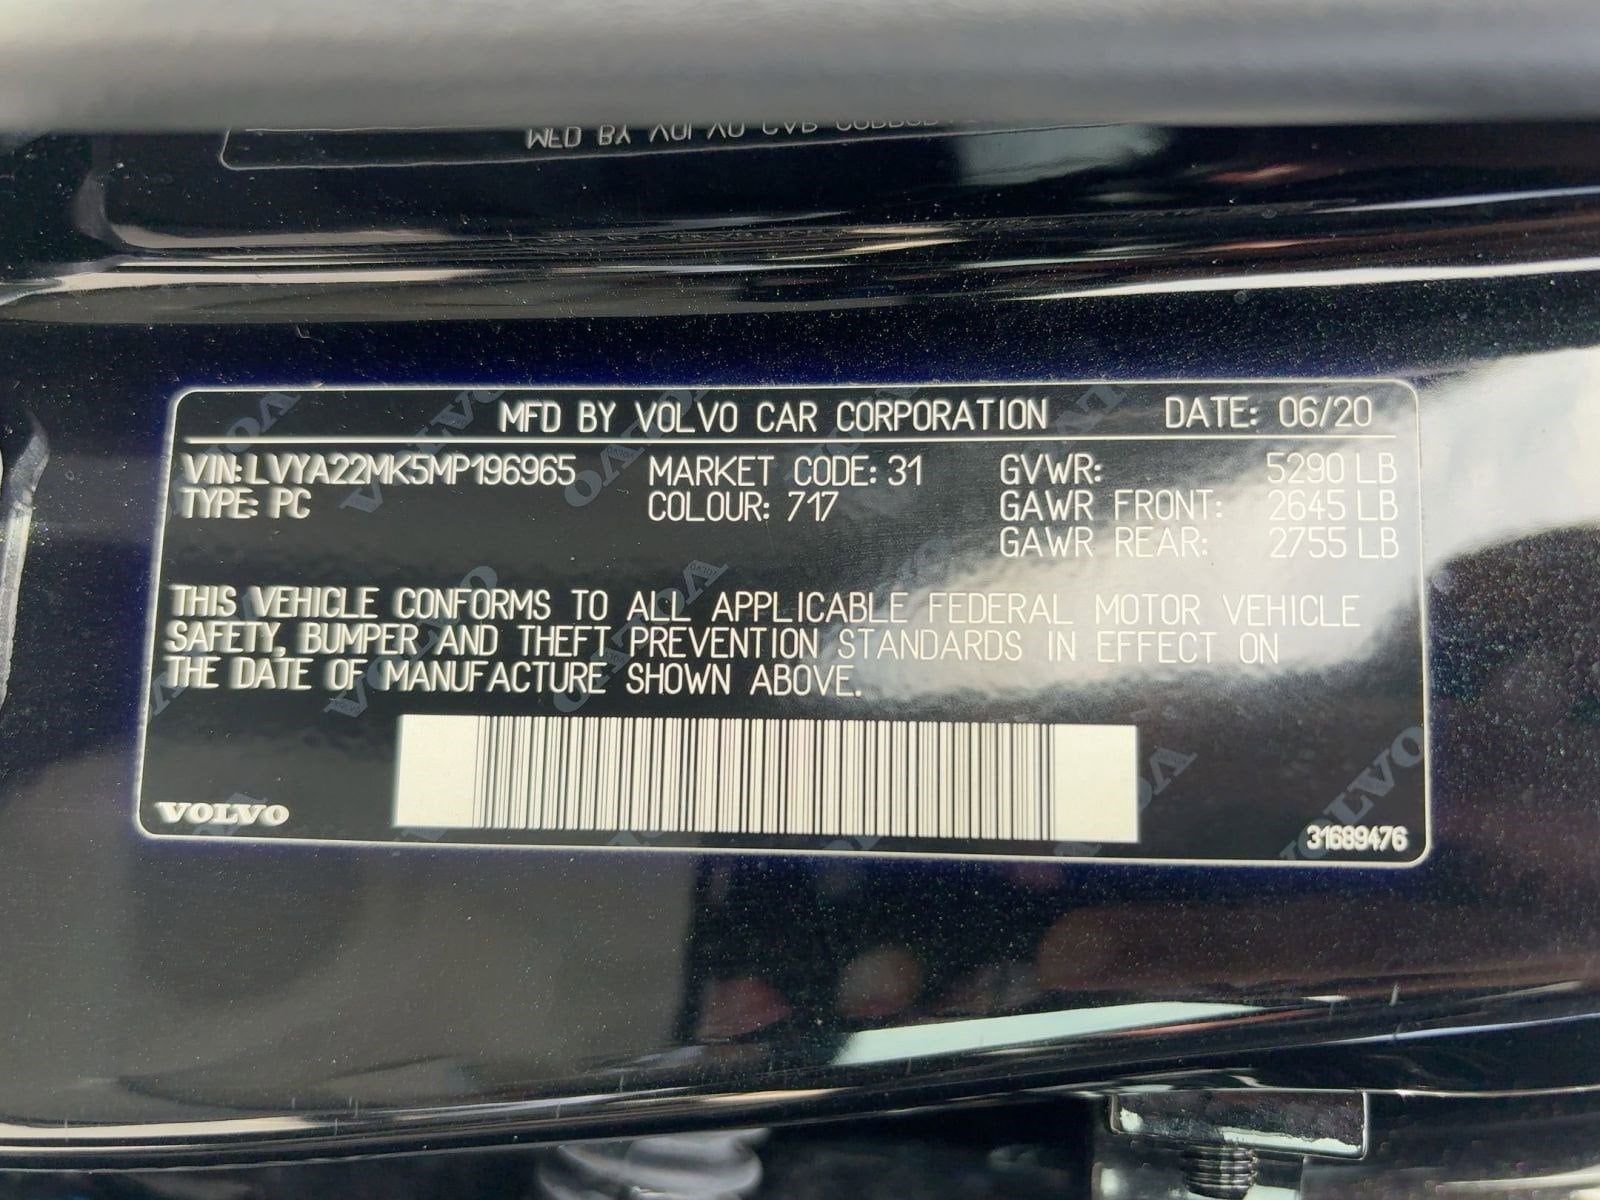 MFD BY VOLVO CAR CORPORATION DATE: 06/20
VIN: LVYA22MK5MP196965 MARKET CODE: 31 GVWR: 5290 LB
TYPE: PC COLOUR: 717 GAWR FRONT: 2645 LB
GAWR REAR: 2755 LB
THIS VEHICLE CONFORMS TO ALL APPLICABLE FEDERAL MOTOR VEHICLE
SAFETY, BUMPER AND THEFT PREVENTION STANDARDS IN EFFECT ON
THE DATE OF MANUFACTURE SHOWN ABOVE.
VOLVO
31689476